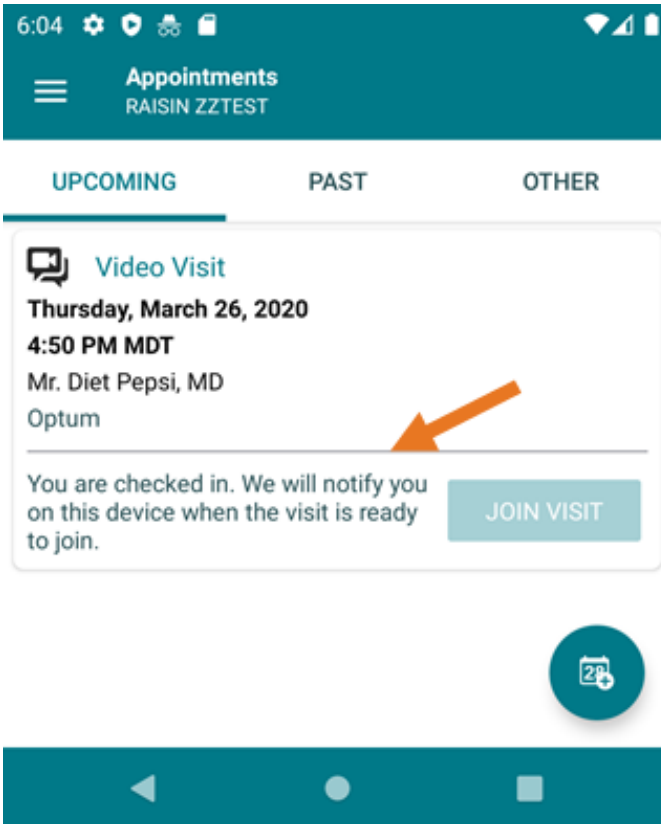 6:04
Appointments
RAISIN ZZTEST
UPCOMING PAST OTHER
Video Visit
Thursday, March 26, 2020
4:50 PM MDT
Mr. Diet Pepsi, MD
Optum
You are checked in. We will notify you
on this device when the visit is ready
to join.
JOIN VISIT